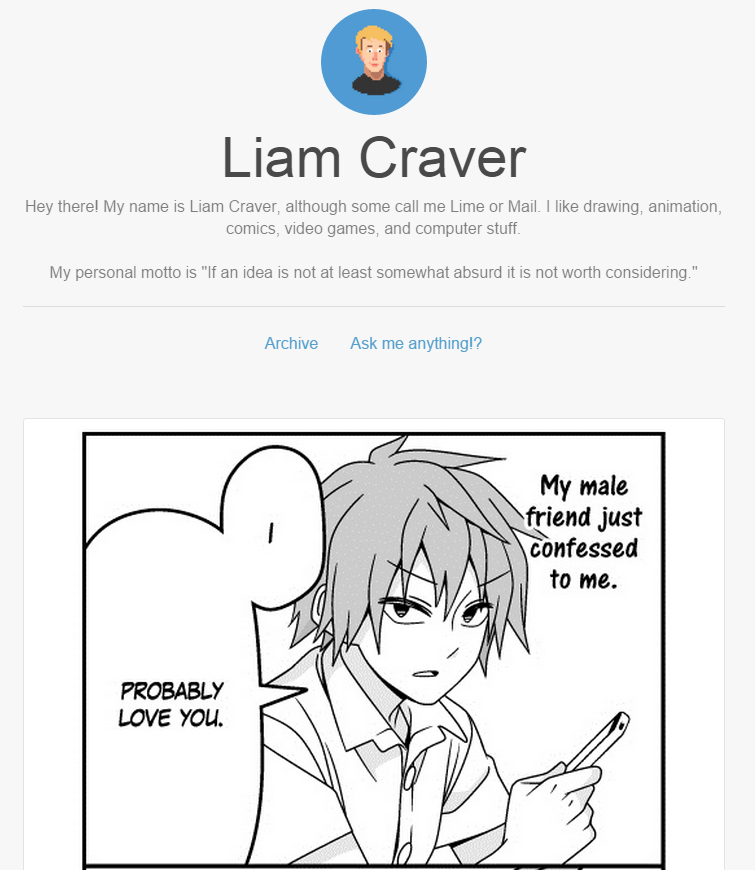 Liam Craver
Hey there! My name is Liam Craver, although some call me Lime or Mail. I like drawing, animation,
comics, video games, and computer stuff.
My personal motto is "If an idea is not at least somewhat absurd it is not worth considering."
Archive Ask me anything!?
My male
friend just
confessed
to me.
I
PROBABLY
LOVE YOU.